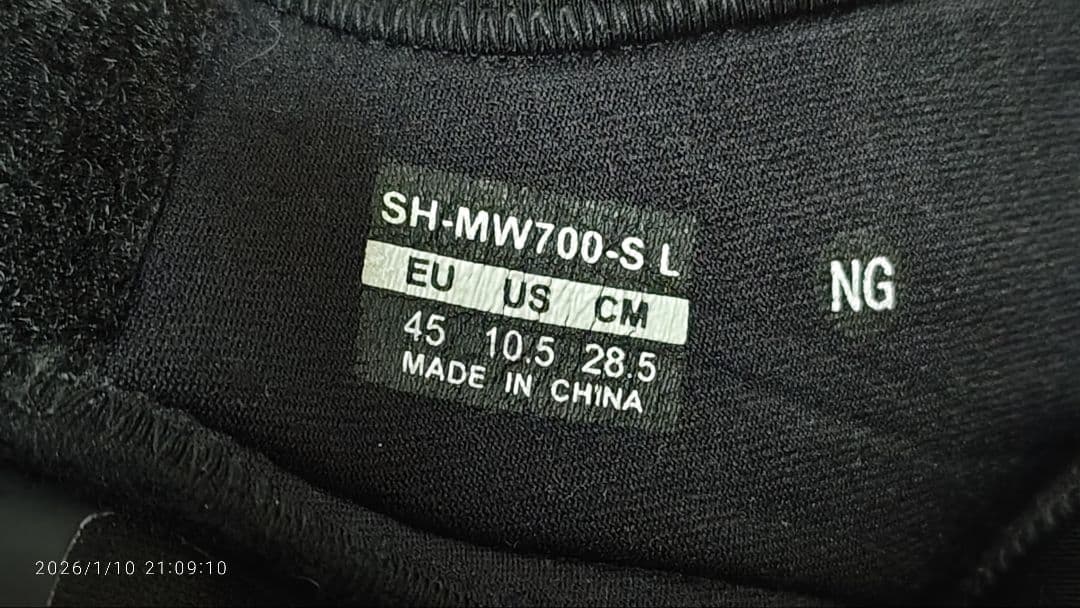 SH-MW700-S L
EU US CM
45 10.5 28.5
MADE IN CHINA
NG
2026/1/10 21:09:10